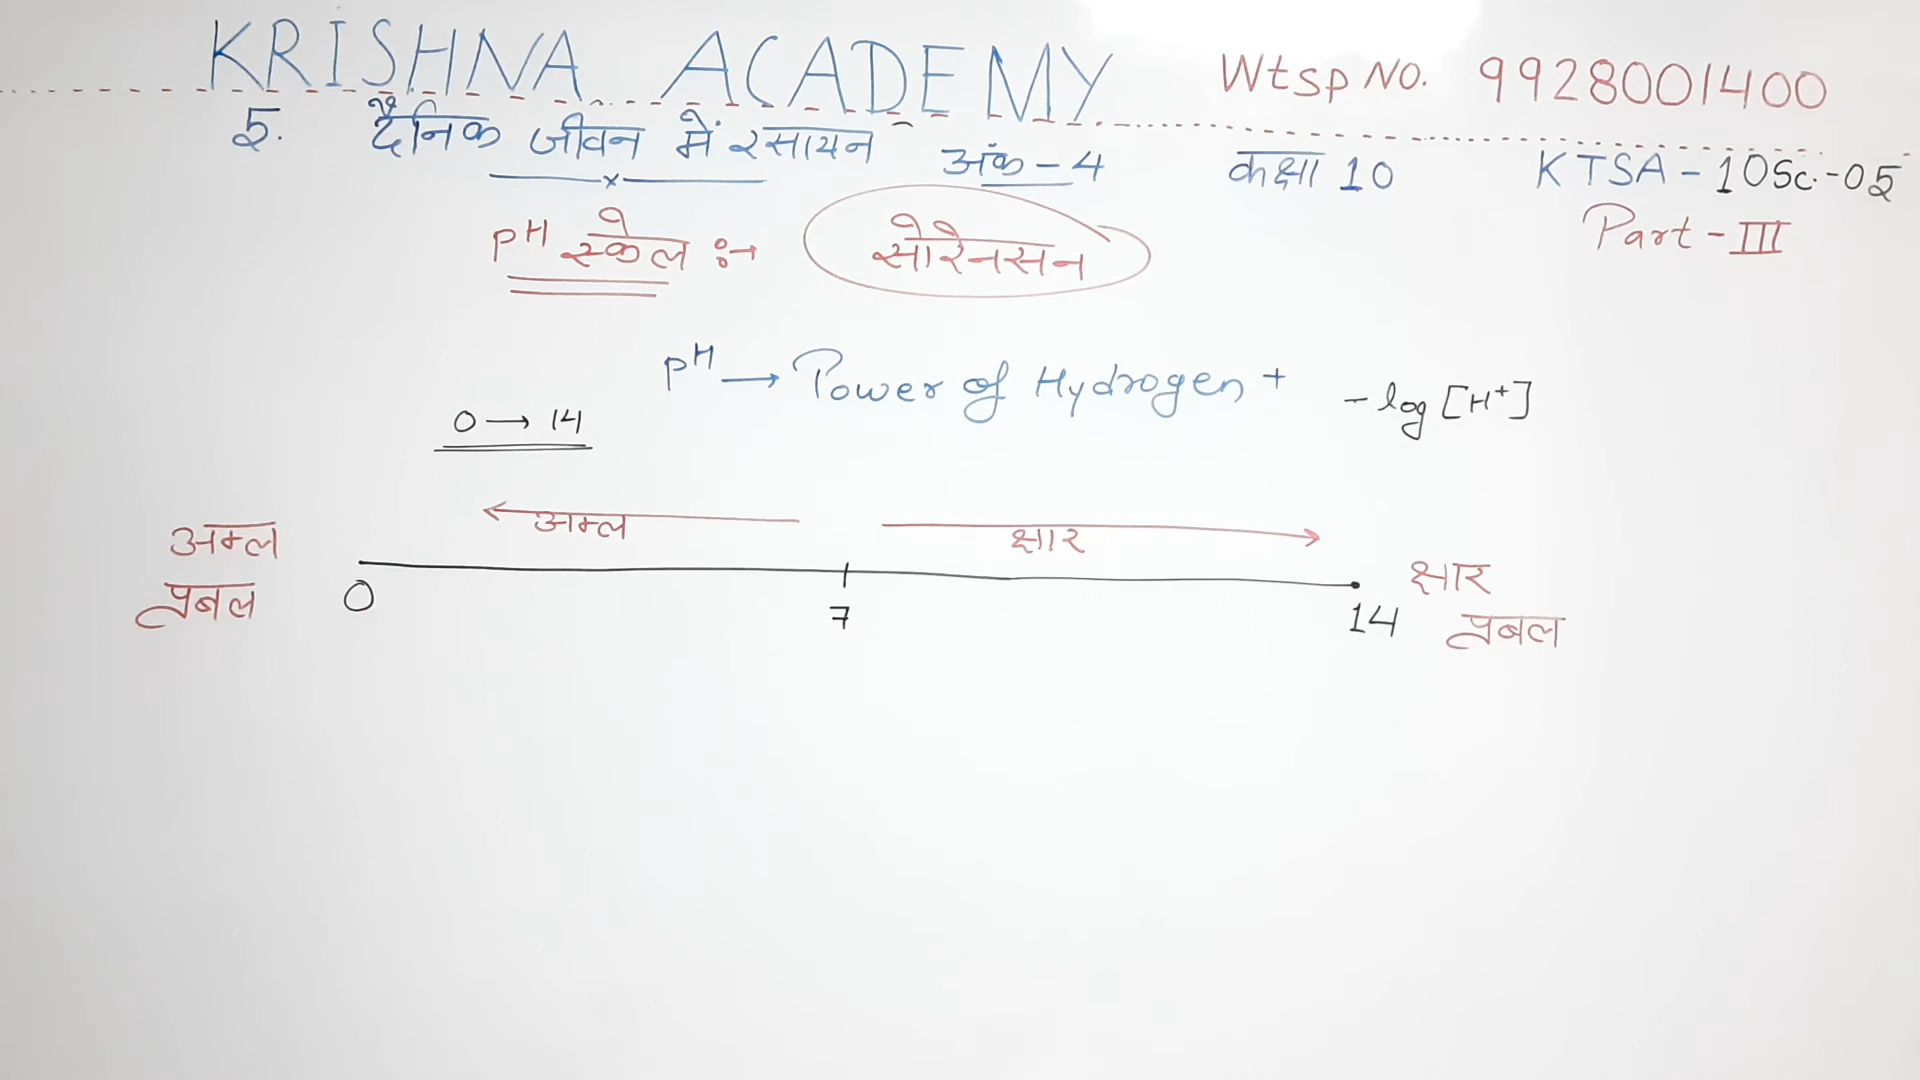 KRISHNA ACADEMY Wtsp NO. 9928001400
5. दैनिक जीवन में रसायन अंक - 4 कक्षा 10 KTSA - 10Sc.-05
Part - III
pH स्केल :→ सोरेनसन
pH → Power of Hydrogen + - log [H+]
0 → 14
अम्ल क्षार
अम्ल क्षार
प्रबल 0 7 14 प्रबल